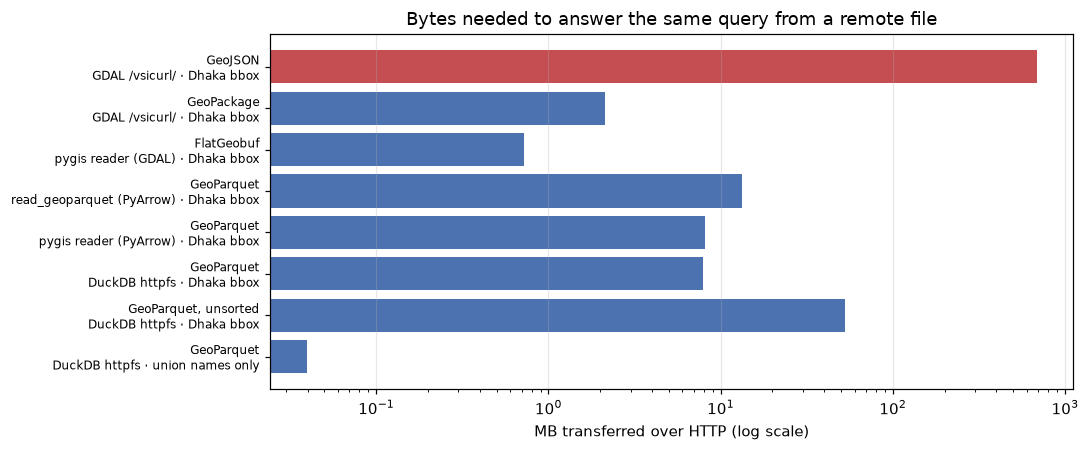 Bytes needed to answer the same query from a remote file
GeoJSON
GDAL /vsicurl/ · Dhaka bbox
GeoPackage
GDAL /vsicurl/ · Dhaka bbox
FlatGeobuf
pygis reader (GDAL) · Dhaka bbox
GeoParquet
read_geoparquet (PyArrow) · Dhaka bbox
GeoParquet
pygis reader (PyArrow) · Dhaka bbox
GeoParquet
DuckDB httpfs · Dhaka bbox
GeoParquet, unsorted
DuckDB httpfs · Dhaka bbox
GeoParquet
DuckDB httpfs · union names only
10⁻¹ 10⁰ 10¹ 10² 10³
MB transferred over HTTP (log scale)